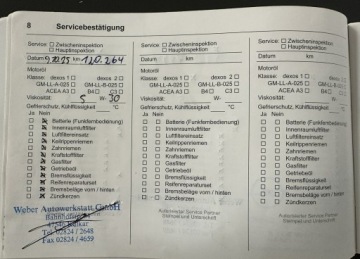 8 Servicebestätigung
Service: ☐ Zwischeninspektion
☐ Hauptinspektion
Datum km 120.264
Motoröl
Klasse: dexos 1 ☐ dexos 2 ☐
GM-LL-A-025 ☐ GM-LL-B-025 ☐
ACEA A3 ☐ B4 ☐ C3 ☐
Viskosität: 5 W- 30
Gefrierschutz, Kühlflüssigkeit °C
Ja Nein
Batterie (Funkfernbedienung)
Innenraumluftfilter
Luftfiltereinsatz
Keilrippenriemen
Zahnriemen
Kraftstofffilter
Gasfilter
Getriebeöl
Bremsflüssigkeit
Reifenreparaturset
Bremsbeläge vorn / hinten
Zündkerzen
Weber Autowerkstatt GmbH
Bahnhofstraße
47546 Kalkar
Tel 02824 / 2648
Fax 02824 / 4659
Service: ☐ Zwischeninspektion
☐ Hauptinspektion
Datum km
Motoröl
Klasse: dexos 1 ☐ dexos 2 ☐
GM-LL-A-025 ☐ GM-LL-B-025 ☐
ACEA A3 ☐ B4 ☐ C3 ☐
Viskosität: W-
Gefrierschutz, Kühlflüssigkeit °C
Ja Nein
☐ ☐ Batterie (Funkfernbedienung)
☐ ☐ Innenraumluftfilter
☐ ☐ Luftfiltereinsatz
☐ ☐ Keilrippenriemen
☐ ☐ Zahnriemen
☐ ☐ Kraftstofffilter
☐ ☐ Gasfilter
☐ ☐ Getriebeöl
☐ ☐ Bremsflüssigkeit
☐ ☐ Reifenreparaturset
☐ ☐ Bremsbeläge vorn / hinten
☐ ☐ Zündkerzen
Autorisierter Service Partner
Stempel und Unterschrift
Service: ☐ Zwischeninspektion
☐ Hauptinspektion
Datum km
Motoröl
Klasse: dexos 1 ☐ dexos 2 ☐
GM-LL-A-025 ☐ GM-LL-B-025 ☐
ACEA A3 ☐ B4 ☐ C3 ☐
Viskosität: W-
Gefrierschutz, Kühlflüssigkeit °C
Ja Nein
☐ ☐ Batterie (Funkfernbedienung)
☐ ☐ Innenraumluftfilter
☐ ☐ Luftfiltereinsatz
☐ ☐ Keilrippenriemen
☐ ☐ Zahnriemen
☐ ☐ Kraftstofffilter
☐ ☐ Gasfilter
☐ ☐ Getriebeöl
☐ ☐ Bremsflüssigkeit
☐ ☐ Reifenreparaturset
☐ ☐ Bremsbeläge vorn / hinten
☐ ☐ Zündkerzen
Autorisierter Service Partner
Stempel und Unterschrift